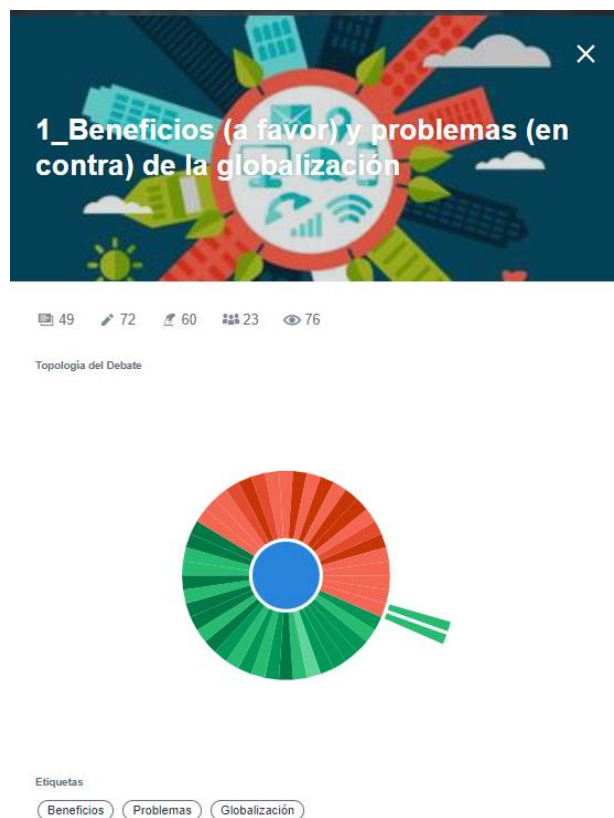 1_Beneficios (a favor) y problemas (en
contra) de la globalización
49 72 60 23 76
Topología del Debate
Etiquetas
Beneficios Problemas Globalización